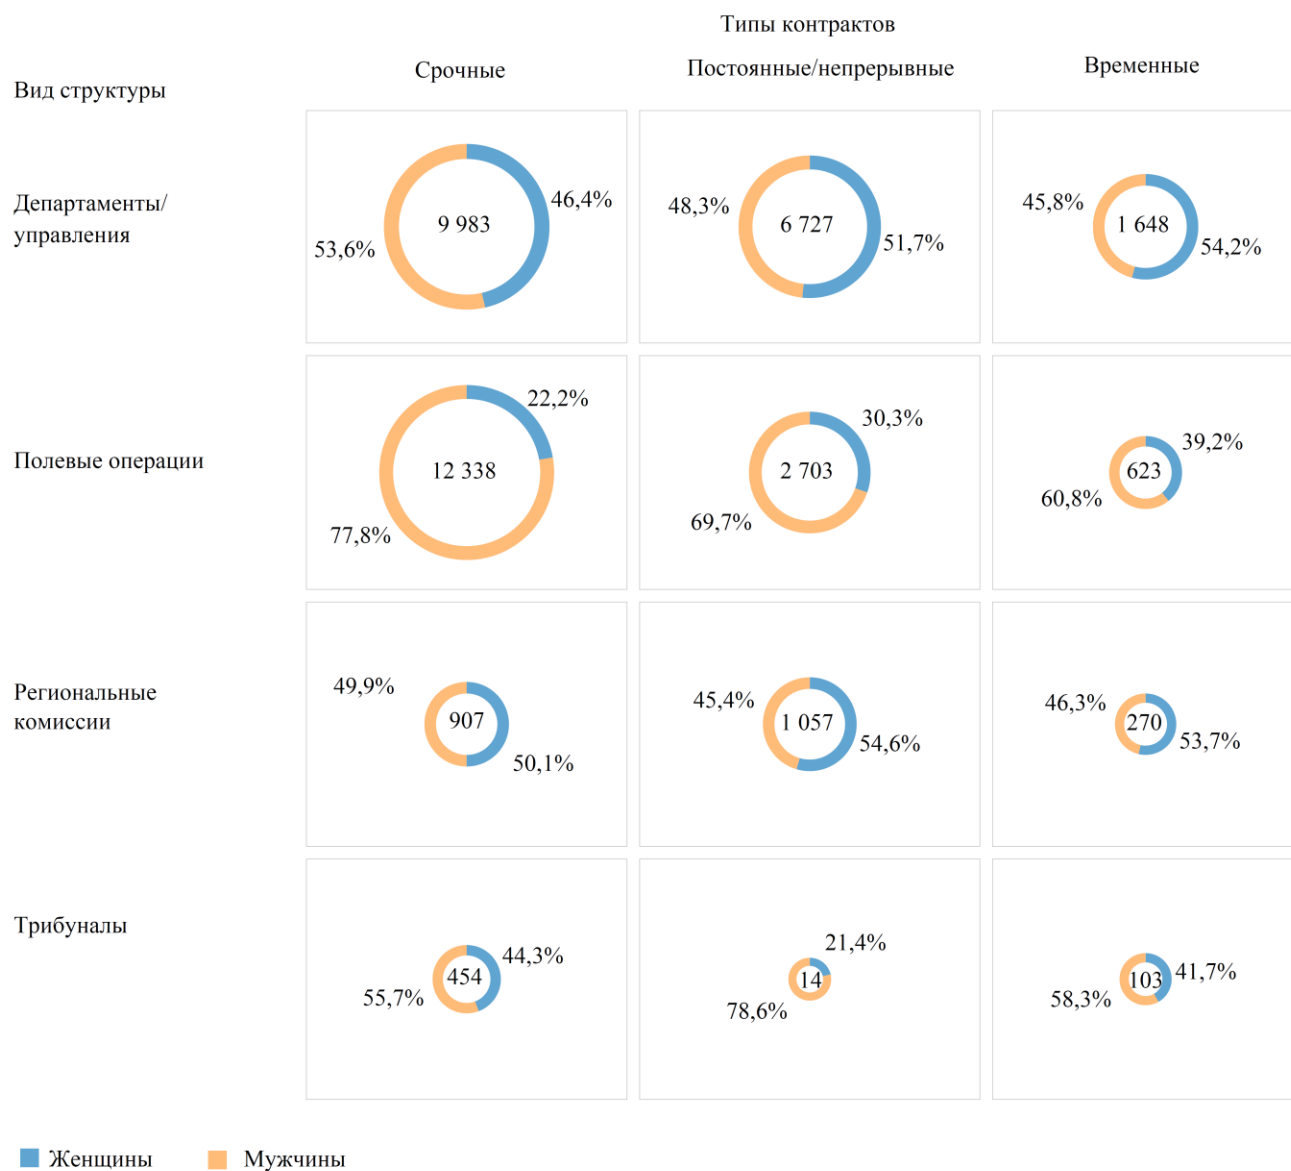 Типы контрактов
Вид структуры
Срочные
Постоянные/непрерывные
Временные
Департаменты/
управления
9 983
46,4%
53,6%
48,3%
6 727
51,7%
45,8%
1 648
54,2%
Полевые операции
22,2%
12 338
77,8%
30,3%
2 703
69,7%
39,2%
623
60,8%
Региональные
комиссии
49,9%
907
50,1%
45,4%
1 057
54,6%
46,3%
270
53,7%
Трибуналы
44,3%
454
55,7%
21,4%
14
78,6%
41,7%
103
58,3%
Женщины
Мужчины